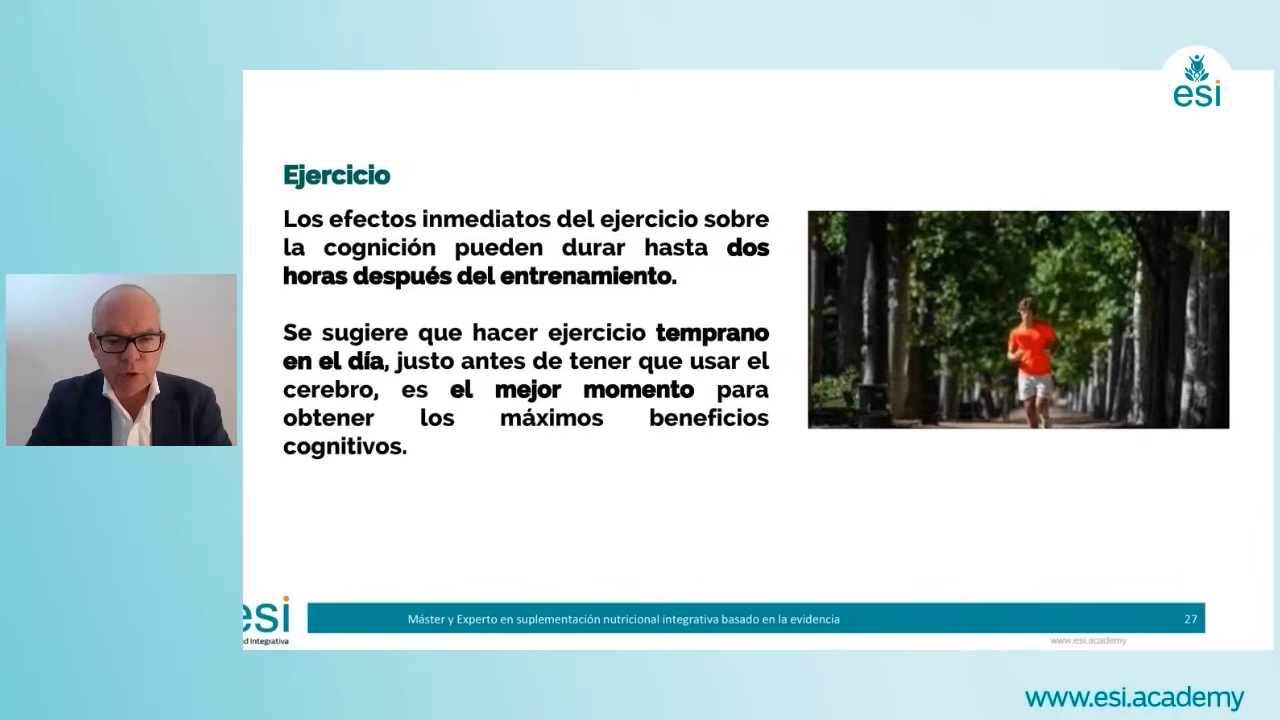 esi
Ejercicio
Los efectos inmediatos del ejercicio sobre
la cognición pueden durar hasta dos
horas después del entrenamiento.
Se sugiere que hacer ejercicio temprano
en el día, justo antes de tener que usar el
cerebro, es el mejor momento para
obtener los máximos beneficios
cognitivos.
esi
d Integrativa
Máster y Experto en suplementación nutricional integrativa basado en la evidencia
27
www.esi.academy
www.esi.academy